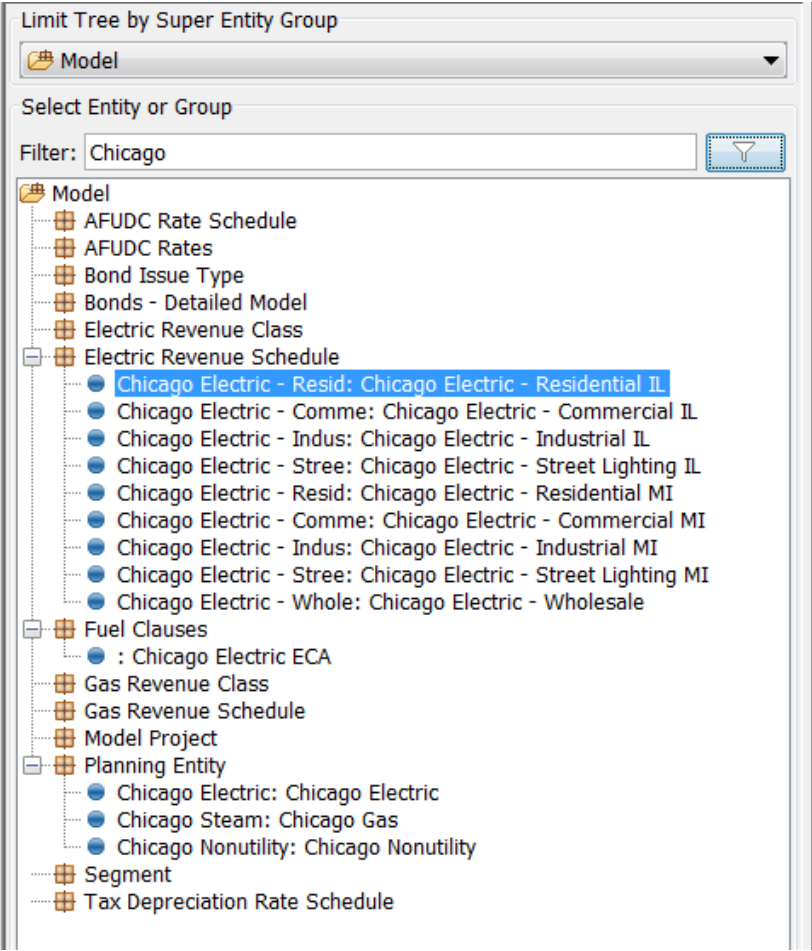 Limit Tree by Super Entity Group
Model
Select Entity or Group
Filter: Chicago
Model
AFUDC Rate Schedule
AFUDC Rates
Bond Issue Type
Bonds - Detailed Model
Electric Revenue Class
Electric Revenue Schedule
Chicago Electric - Resid: Chicago Electric - Residential IL
Chicago Electric - Comme: Chicago Electric - Commercial IL
Chicago Electric - Indus: Chicago Electric - Industrial IL
Chicago Electric - Stree: Chicago Electric - Street Lighting IL
Chicago Electric - Resid: Chicago Electric - Residential MI
Chicago Electric - Comme: Chicago Electric - Commercial MI
Chicago Electric - Indus: Chicago Electric - Industrial MI
Chicago Electric - Stree: Chicago Electric - Street Lighting MI
Chicago Electric - Whole: Chicago Electric - Wholesale
Fuel Clauses
: Chicago Electric ECA
Gas Revenue Class
Gas Revenue Schedule
Model Project
Planning Entity
Chicago Electric: Chicago Electric
Chicago Steam: Chicago Gas
Chicago Nonutility: Chicago Nonutility
Segment
Tax Depreciation Rate Schedule